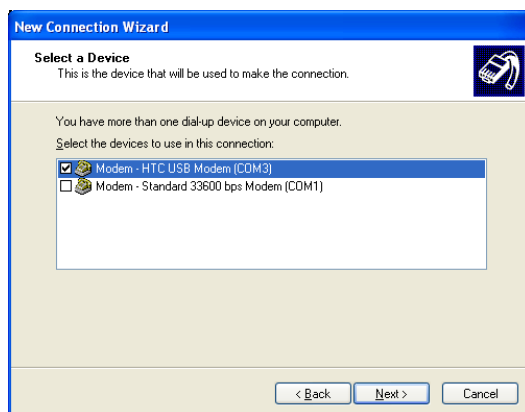 New Connection Wizard
Select a Device
This is the device that will be used to make the connection.
You have more than one dial-up device on your computer.
Select the devices to use in this connection:
Modem - HTC USB Modem (COM3)
Modem - Standard 33600 bps Modem (COM1)
< Back Next > Cancel